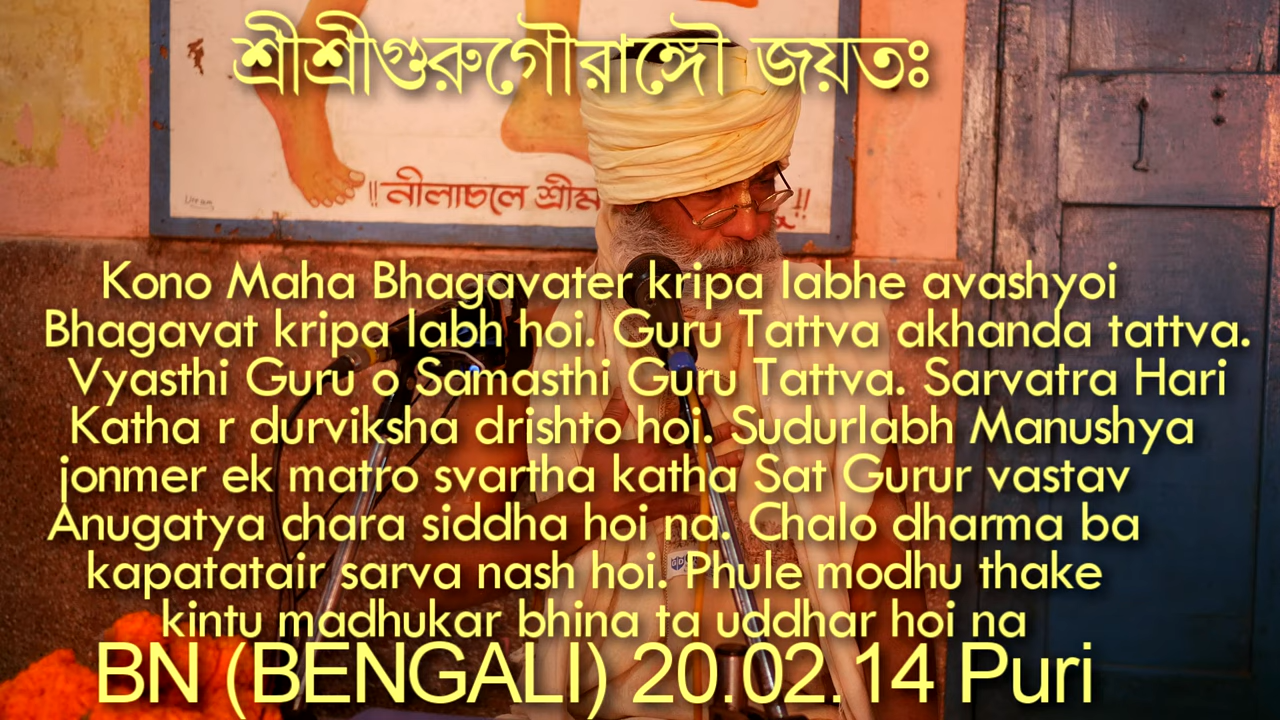 শ্রীশ্রীগুরুগৌরাঙ্গৌ জয়তঃ
॥নীলাচলে
Kono Maha Bhagavater kripa labhe avashyoi
Bhagavat kripa labh hoi. Guru Tattva akhanda tattva.
Vyasthi Guru o Samasthi Guru Tattva. Sarvatra Hari
Katha r durviksha drishto hoi. Sudurlabh Manushya
jonmer ek matro svartha katha Sat Gurur vastav
Anugatya chara siddha hoi na. Chalo dharma ba
kapatatair sarva nash hoi. Phule modhu thake
kintu madhukar bhina ta uddhar hoi na
BN (BENGALI) 20.02.14 Puri